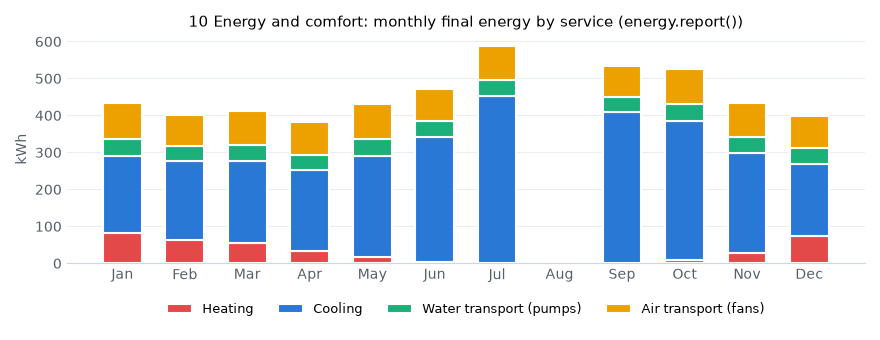 10 Energy and comfort: monthly final energy by service (energy.report())
600
500
400
300
200
100
0
kWh
Jan Feb Mar Apr May Jun Jul Aug Sep Oct Nov Dec
Heating Cooling Water transport (pumps) Air transport (fans)